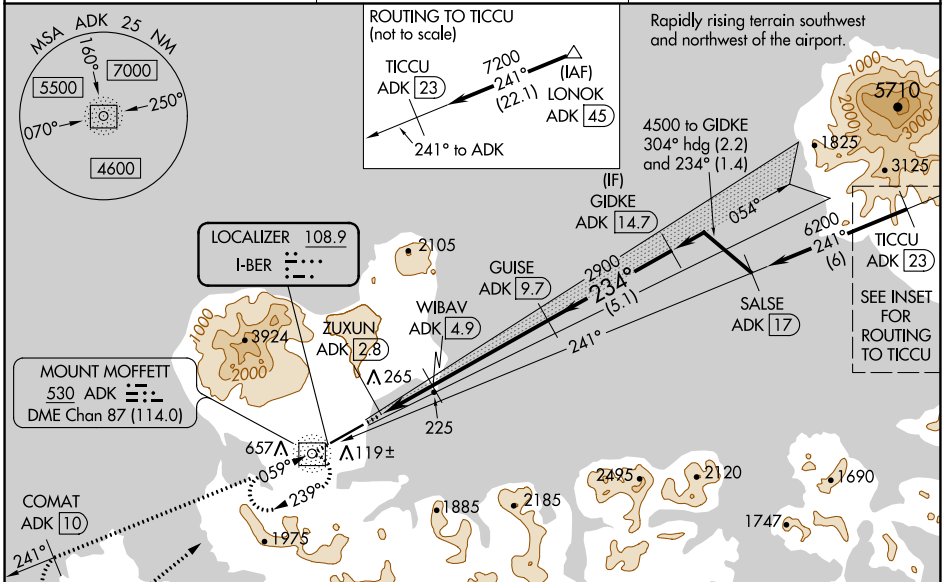 MSA ADK 25 NM
160°
5500
7000
070°
250°
4600
ROUTING TO TICCU
(not to scale)
TICCU
ADK 23
7200
241°
(22.1)
(IAF)
LONOK
ADK 45
241° to ADK
Rapidly rising terrain southwest
and northwest of the airport.
1000
5710
2000
3000
1825
3125
4500 to GIDKE
304° hdg (2.2)
and 234° (1.4)
(IF)
GIDKE
ADK 14.7
054°
6200
241°
(6)
TICCU
ADK 23
SEE INSET
FOR
ROUTING
TO TICCU
LOCALIZER 108.9
I-BER
2105
2900
234°
(5.1)
GUISE
ADK 9.7
SALSE
ADK 17
241°
WIBAV
ADK 4.9
ZUXUN
ADK 2.8
1000
3924
2000
265
225
MOUNT MOFFETT
530 ADK
DME Chan 87 (114.0)
657
119±
059°
239°
COMAT
ADK 10
241°
1975
1885
2185
2495
2120
1690
1747